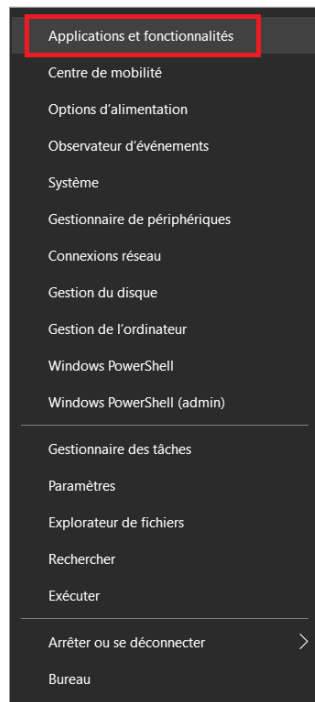 Applications et fonctionnalités
Centre de mobilité
Options d'alimentation
Observateur d'événements
Système
Gestionnaire de périphériques
Connexions réseau
Gestion du disque
Gestion de l'ordinateur
Windows PowerShell
Windows PowerShell (admin)
Gestionnaire des tâches
Paramètres
Explorateur de fichiers
Rechercher
Exécuter
Arrêter ou se déconnecter
Bureau